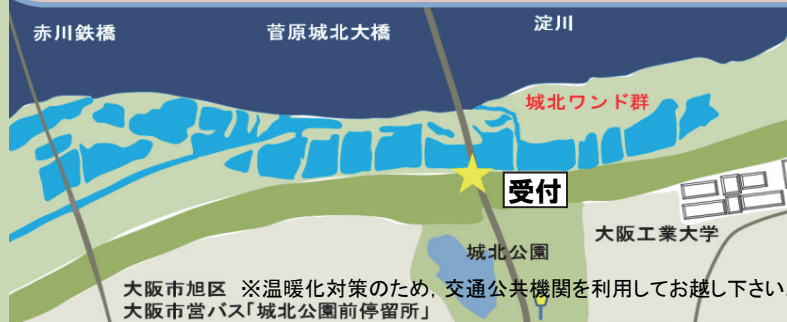 赤川鉄橋
菅原城北大橋
淀川
城北ワンド群
受付
大阪工業大学
城北公園
大阪市旭区 ※温暖化対策のため，交通公共機関を利用してお越し下さい。
大阪市営バス「城北公園前停留所」